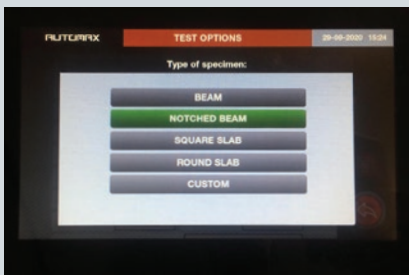 AUTOMAX TEST OPTIONS 29-09-2020 15:24
Type of specimen:
BEAM
NOTCHED BEAM
SQUARE SLAB
ROUND SLAB
CUSTOM